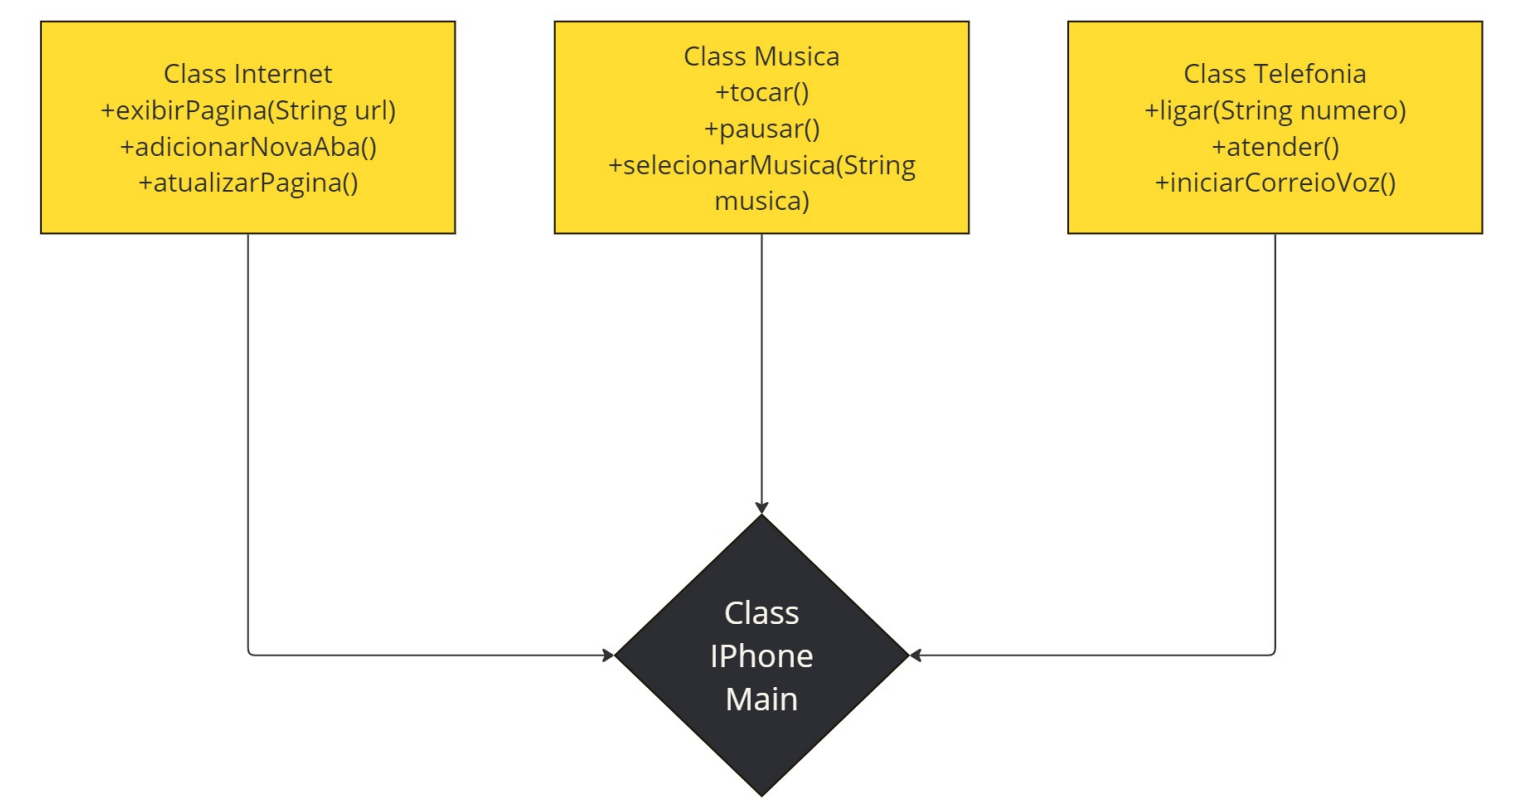 Class Internet
+exibirPagina(String url)
+adicionarNovaAba()
+atualizarPagina()
Class Musica
+tocar()
+pausar()
+selecionarMusica(String
musica)
Class Telefonia
+ligar(String numero)
+atender()
+iniciarCorreioVoz()
Class
IPhone
Main